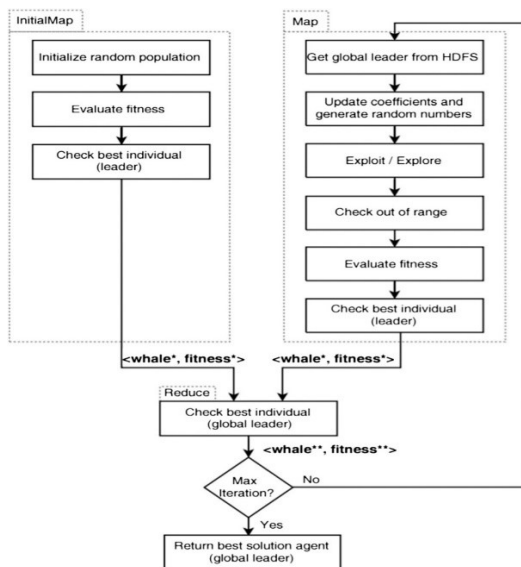 InitialMap
Initialize random population
Evaluate fitness
Check best individual
(leader)
Map
Get global leader from HDFS
Update coefficients and
generate random numbers
Exploit / Explore
Check out of range
Evaluate fitness
Check best individual
(leader)
<whale*, fitness*>
<whale*, fitness*>
Reduce
Check best individual
(global leader)
<whale**, fitness**>
Max
Iteration?
No
Yes
Return best solution agent
(global leader)